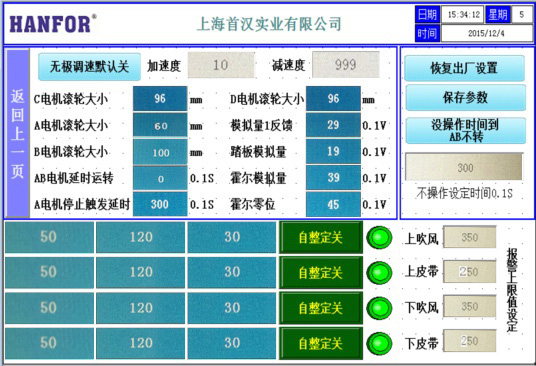 HANFOR®
上海首汉实业有限公司
日期 15:34:12 星期 5
时间 2015/12/4
返回上一页
无极调速默认关 加速度 10 减速度 999
C电机滚轮大小 96 mm D电机滚轮大小 96 mm
A电机滚轮大小 60 mm 模拟量1反馈 29 0.1V
B电机滚轮大小 100 mm 踏板模拟量 19 0.1V
AB电机延时运转 0 0.1S 霍尔模拟量 39 0.1V
A电机停止触发延时 300 0.1S 霍尔零位 45 0.1V
恢复出厂设置
保存参数
没操作时间到
AB不转
300
不操作设定时间0.1S
50 120 30 自整定关 上吹风 350
50 120 30 自整定关 上皮带 250
50 120 30 自整定关 下吹风 350
50 120 30 自整定关 下皮带 250
报警上限值设定